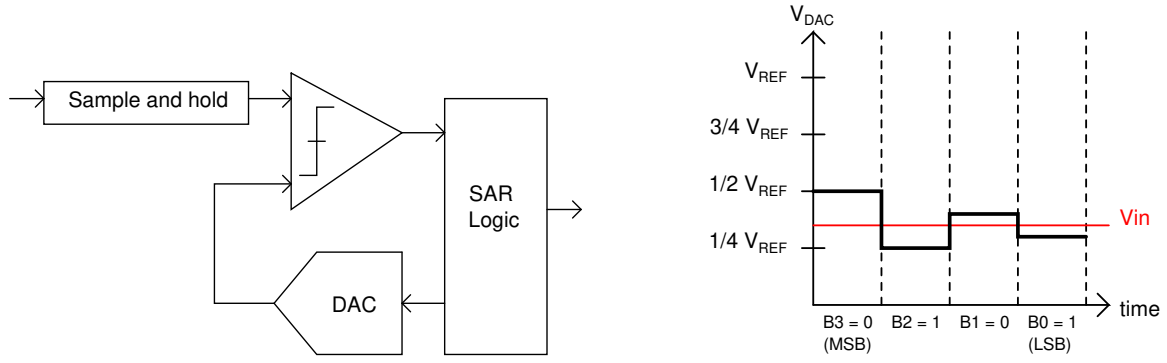 Sample and hold
SAR
Logic
DAC
V_DAC
V_REF
3/4 V_REF
1/2 V_REF
1/4 V_REF
Vin
time
B3 = 0 B2 = 1 B1 = 0 B0 = 1
(MSB) (LSB)